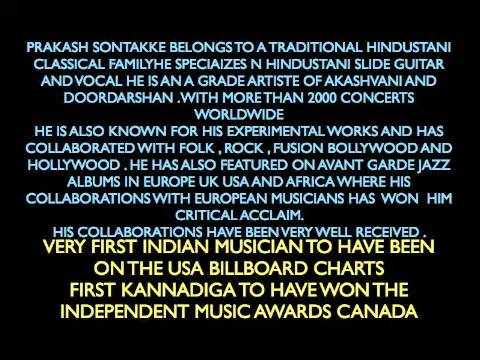 PRAKASH SONTAKKE BELONGS TO A TRADITIONAL HINDUSTANI
CLASSICAL FAMILYHE SPECIAIZES N HINDUSTANI SLIDE GUITAR
AND VOCAL HE IS AN A GRADE ARTISTE OF AKASHVANI AND
DOORDARSHAN .WITH MORE THAN 2000 CONCERTS
WORLDWIDE
HE IS ALSO KNOWN FOR HIS EXPERIMENTAL WORKS AND HAS
COLLABORATED WITH FOLK , ROCK , FUSION BOLLYWOOD AND
HOLLYWOOD . HE HAS ALSO FEATURED ON AVANT GARDE JAZZ
ALBUMS IN EUROPE UK USA AND AFRICA WHERE HIS
COLLABORATIONS WITH EUROPEAN MUSICIANS HAS WON HIM
CRITICAL ACCLAIM.
HIS COLLABORATIONS HAVE BEEN VERY WELL RECEIVED .
VERY FIRST INDIAN MUSICIAN TO HAVE BEEN
ON THE USA BILLBOARD CHARTS
FIRST KANNADIGA TO HAVE WON THE
INDEPENDENT MUSIC AWARDS CANADA